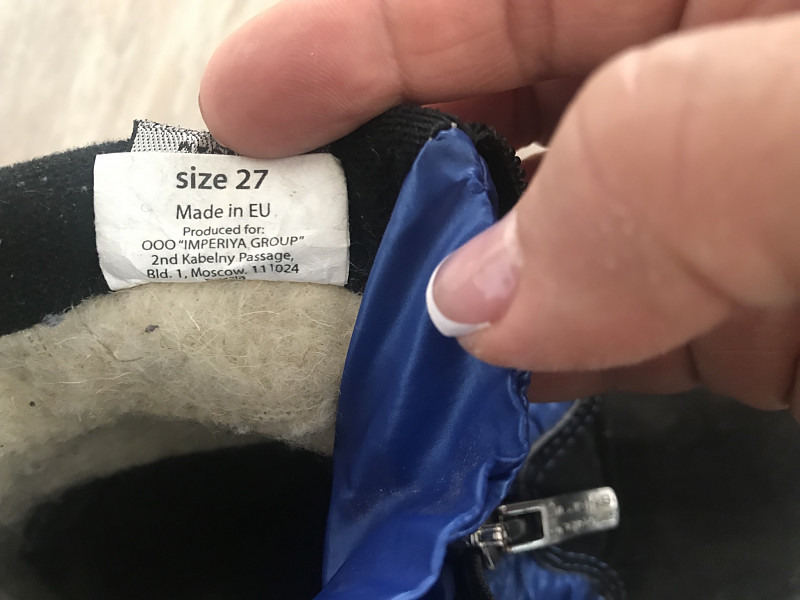 size 27
Made in EU
Produced for:
OOO "IMPERIYA GROUP"
2nd Kabelny Passage,
Bld. 1, Moscow, 111024